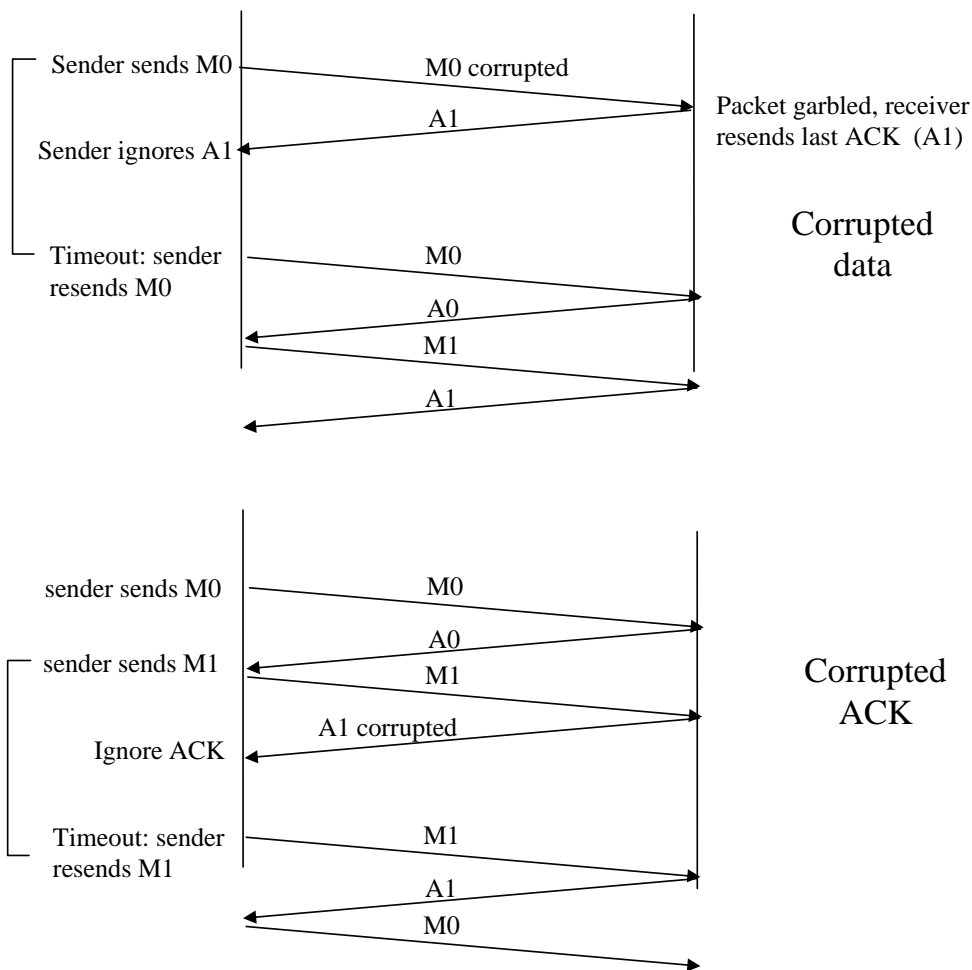 Sender sends M0
M0 corrupted
Packet garbled, receiver
resends last ACK (A1)
A1
Sender ignores A1
Corrupted
data
Timeout: sender
resends M0
M0
A0
M1
A1
sender sends M0
M0
A0
sender sends M1
M1
Corrupted
ACK
A1 corrupted
Ignore ACK
Timeout: sender
resends M1
M1
A1
M0